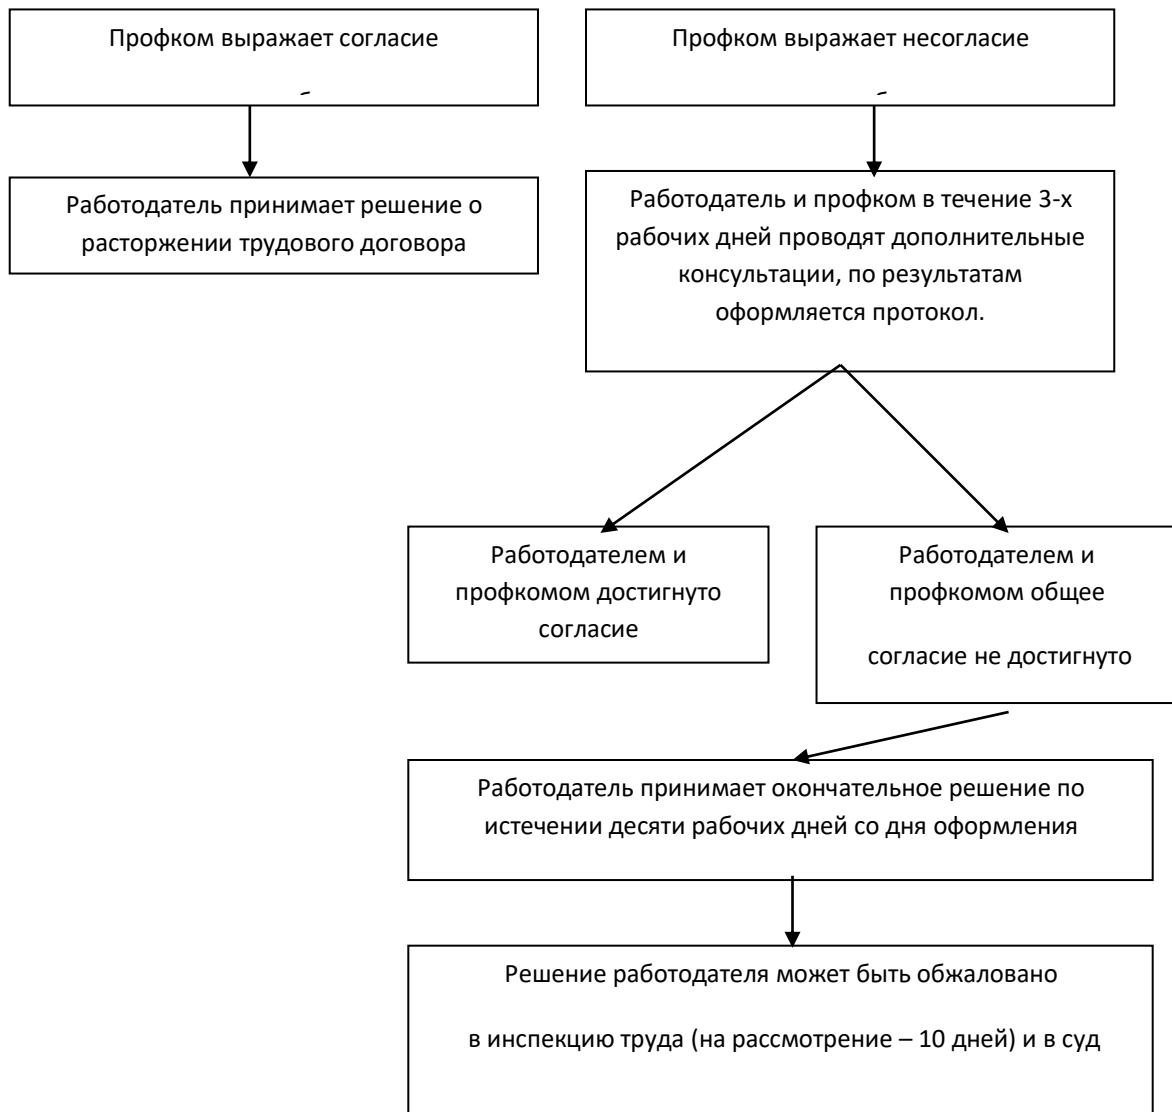 Профком выражает согласие
Профком выражает несогласие
Работодатель принимает решение о
расторжении трудового договора
Работодатель и профком в течение 3-х
рабочих дней проводят дополнительные
консультации, по результатам
оформляется протокол.
Работодателем и
профкомом достигнуто
согласие
Работодателем и
профкомом общее
согласие не достигнуто
Работодатель принимает окончательное решение по
истечении десяти рабочих дней со дня оформления
Решение работодателя может быть обжаловано
в инспекцию труда (на рассмотрение – 10 дней) и в суд